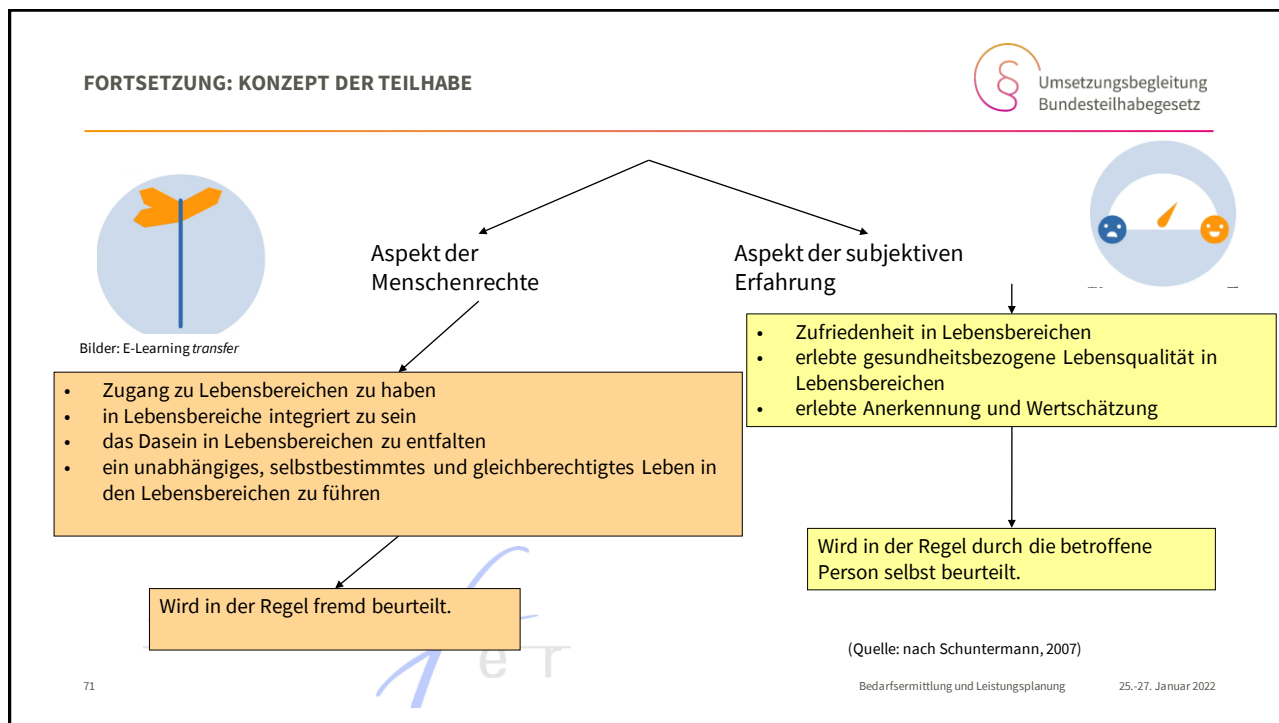 FORTSETZUNG: KONZEPT DER TEILHABE
Umsetzungsbegleitung
Bundesteilhabegesetz
Aspekt der
Menschenrechte
Aspekt der subjektiven
Erfahrung
Bilder: E-Learning transfer
• Zugang zu Lebensbereichen zu haben
• in Lebensbereiche integriert zu sein
• das Dasein in Lebensbereichen zu entfalten
• ein unabhängiges, selbstbestimmtes und gleichberechtigtes Leben in
den Lebensbereichen zu führen
• Zufriedenheit in Lebensbereichen
• erlebte gesundheitsbezogene Lebensqualität in
Lebensbereichen
• erlebte Anerkennung und Wertschätzung
Wird in der Regel fremd beurteilt.
Wird in der Regel durch die betroffene
Person selbst beurteilt.
e r
(Quelle: nach Schuntermann, 2007)
71
Bedarfsermittlung und Leistungsplanung
25.-27. Januar 2022